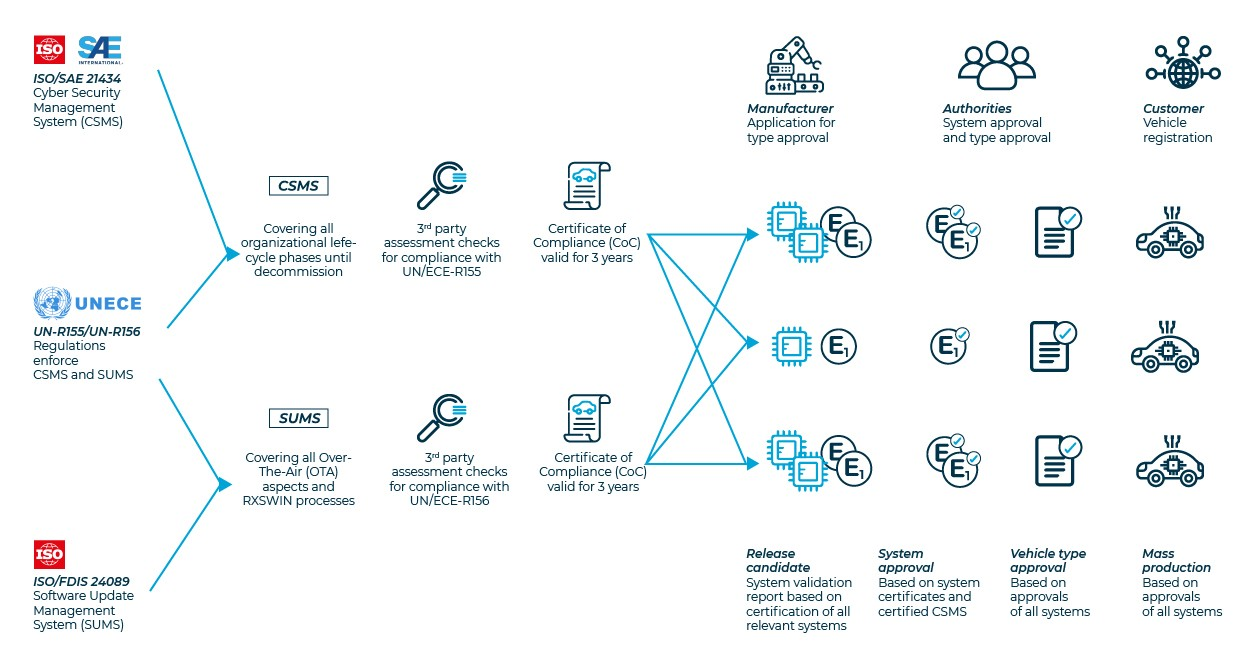 ISO
SAE
INTERNATIONAL
ISO/SAE 21434
Cyber Security
Management
System (CSMS)
UNECE
UN-R155/UN-R156
Regulations
enforce
CSMS and SUMS
ISO
ISO/FDIS 24089
Software Update
Management
System (SUMS)
CSMS
Covering all
organizational lefe-
cycle phases until
decommission
3rd party
assessment checks
for compliance with
UN/ECE-R155
Certificate of
Compliance (CoC)
valid for 3 years
SUMS
Covering all Over-
The-Air (OTA)
aspects and
RXSWIN processes
3rd party
assessment checks
for compliance with
UN/ECE-R156
Certificate of
Compliance (CoC)
valid for 3 years
Manufacturer
Application for
type approval
Authorities
System approval
and type approval
Customer
Vehicle
registration
E
E1
E
E1
E1
E1
E
E1
E
E1
Release
candidate
System validation
report based on
certification of all
relevant systems
System
approval
Based on system
certificates and
certified CSMS
Vehicle type
approval
Based on
approvals
of all systems
Mass
production
Based on
approvals
of all systems